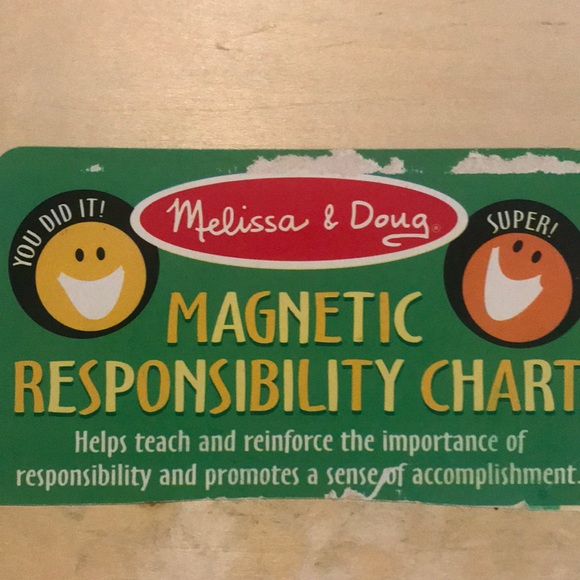 YOU DID IT!
Melissa & Doug
SUPER!
MAGNETIC
RESPONSIBILITY CHART
Helps teach and reinforce the importance of
responsibility and promotes a sense of accomplishment.